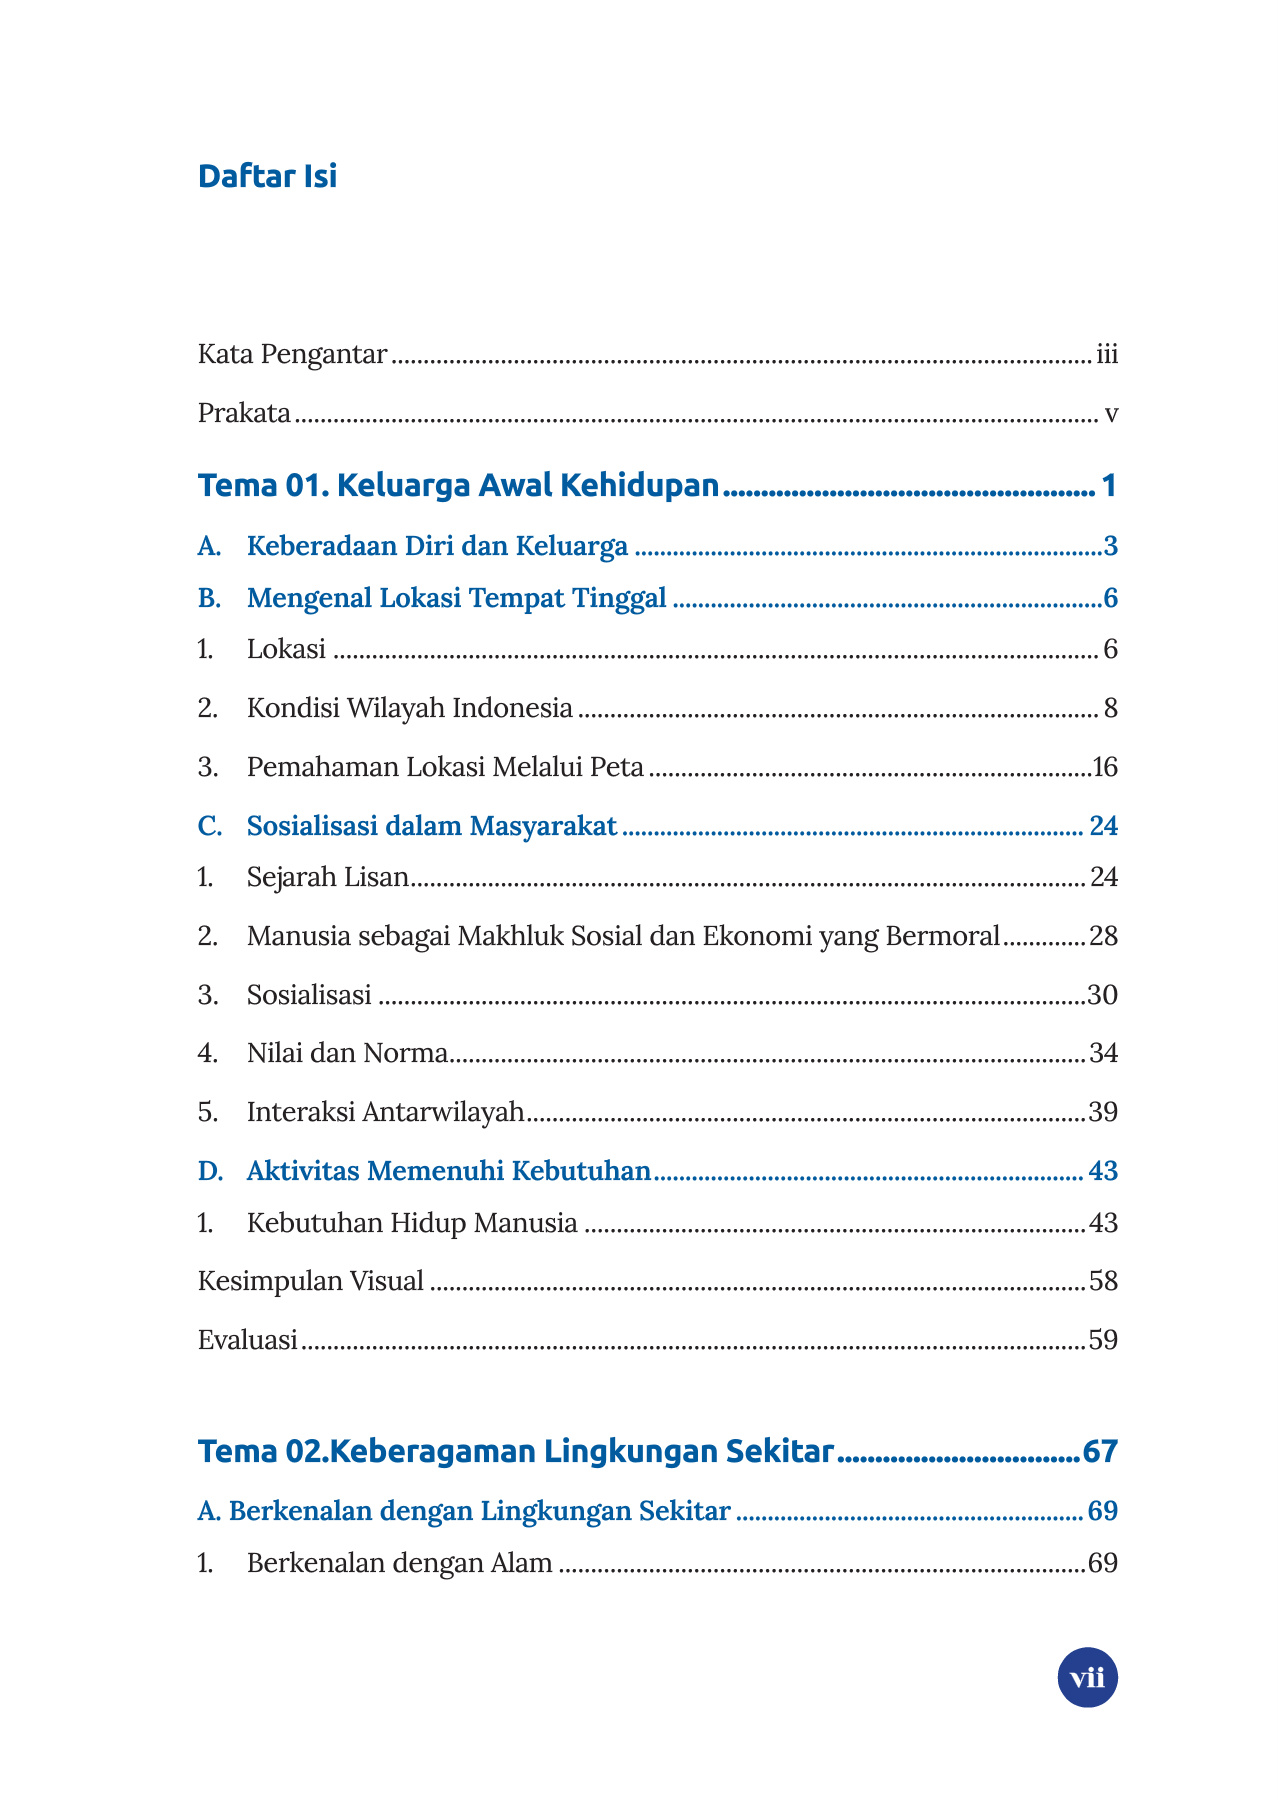 Daftar Isi
Kata Pengantar ........................................................................................................... iii
Prakata ........................................................................................................................... v
Tema 01. Keluarga Awal Kehidupan ................................................ 1
A. Keberadaan Diri dan Keluarga .........................................................................3
B. Mengenal Lokasi Tempat Tinggal ...................................................................6
1. Lokasi ..................................................................................................................... 6
2. Kondisi Wilayah Indonesia ................................................................................ 8
3. Pemahaman Lokasi Melalui Peta ....................................................................16
C. Sosialisasi dalam Masyarakat ........................................................................ 24
1. Sejarah Lisan........................................................................................................ 24
2. Manusia sebagai Makhluk Sosial dan Ekonomi yang Bermoral.............28
3. Sosialisasi .............................................................................................................30
4. Nilai dan Norma...................................................................................................34
5. Interaksi Antarwilayah.......................................................................................39
D. Aktivitas Memenuhi Kebutuhan................................................................... 43
1. Kebutuhan Hidup Manusia ..............................................................................43
Kesimpulan Visual .....................................................................................................58
Evaluasi .........................................................................................................................59
Tema 02.Keberagaman Lingkungan Sekitar................................67
A. Berkenalan dengan Lingkungan Sekitar ...................................................... 69
1. Berkenalan dengan Alam ..................................................................................69
vii